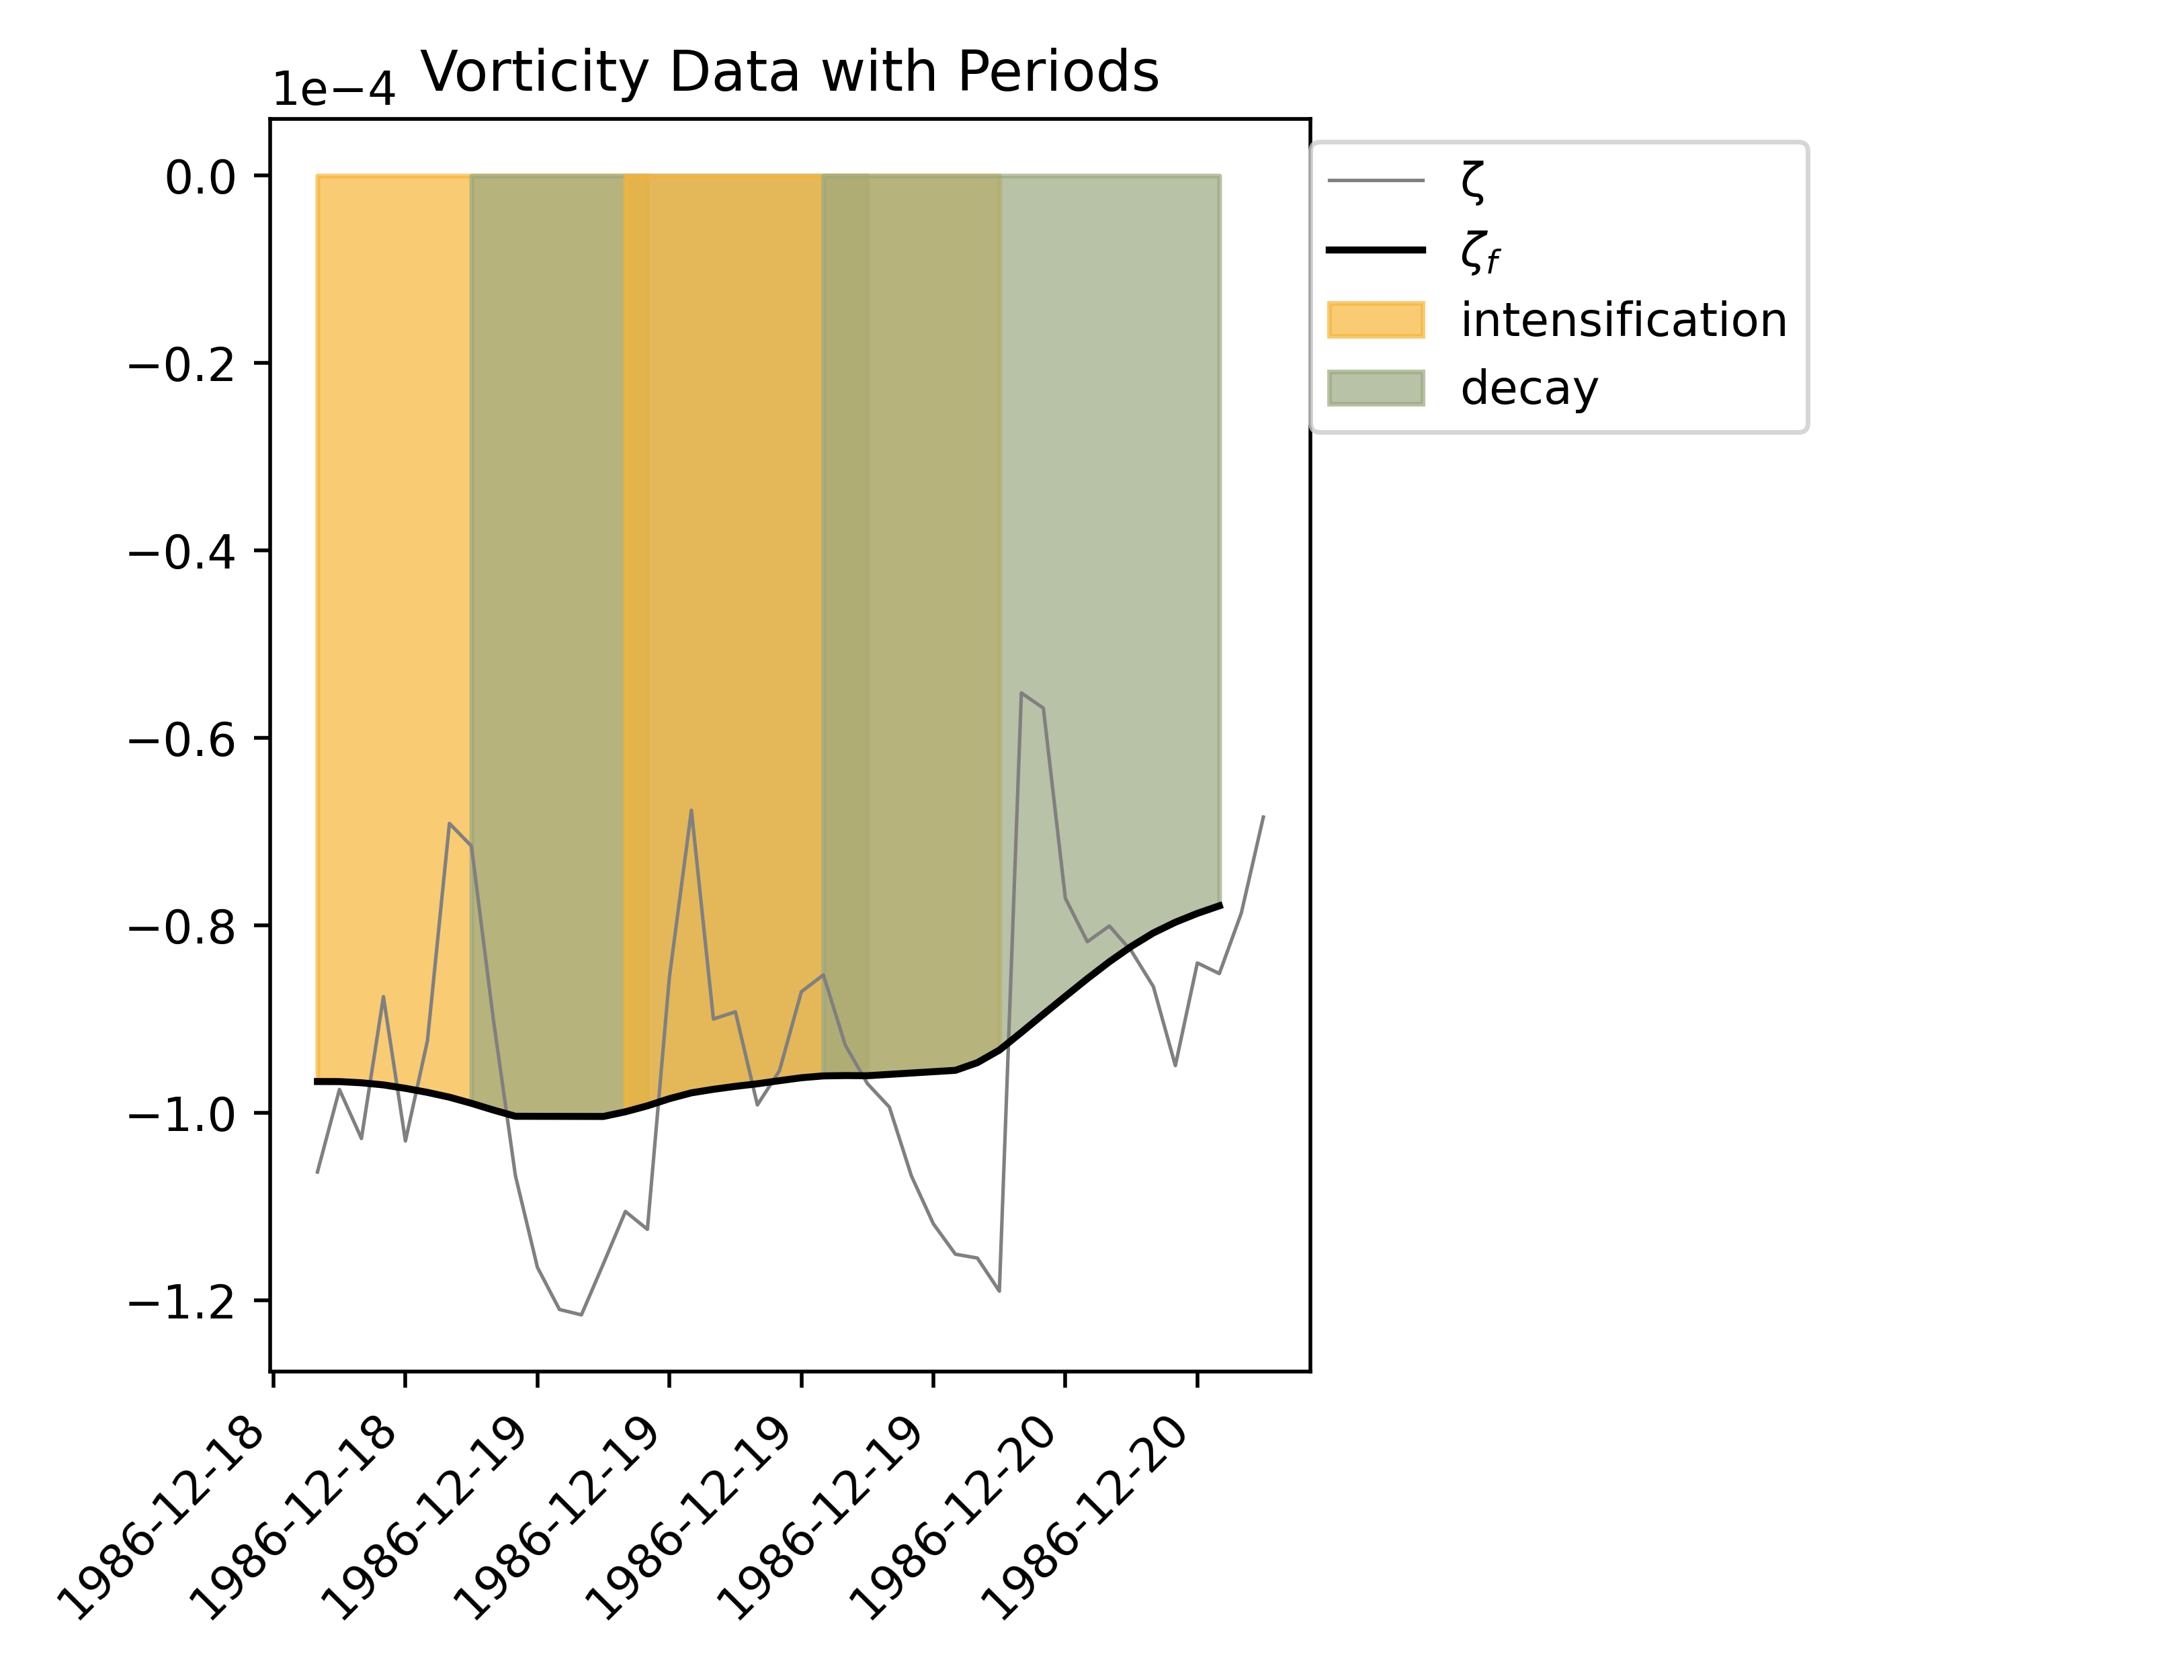 Vorticity Data with Periods
1e−4
0.0
−0.2
−0.4
−0.6
−0.8
−1.0
−1.2
1986-12-18
1986-12-18
1986-12-19
1986-12-19
1986-12-19
1986-12-19
1986-12-20
1986-12-20
ζ
ζf
intensification
decay